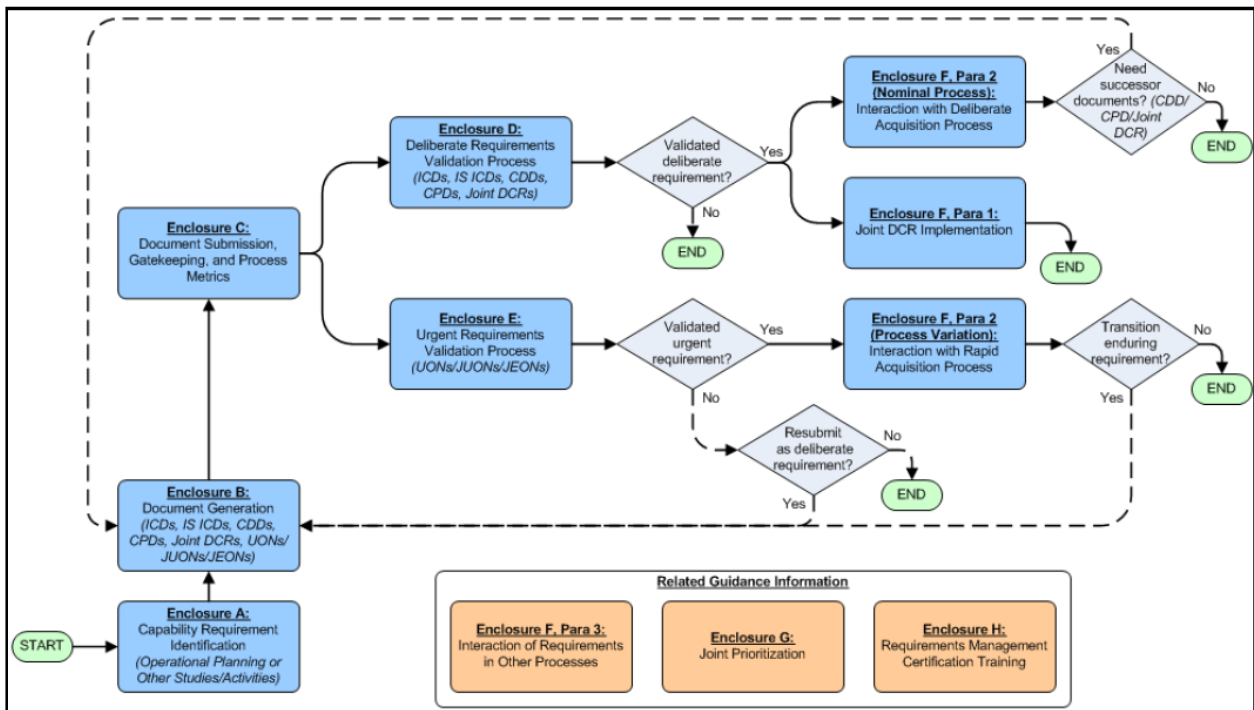 Yes
Need
successor
documents? (CDD/
CPD/Joint
DCR)
No
END
Enclosure F, Para 2
(Nominal Process):
Interaction with Deliberate
Acquisition Process
Enclosure D:
Deliberate Requirements
Validation Process
(ICDs, IS ICDs, CDDs,
CPDs, Joint DCRs)
Validated
deliberate
requirement?
Yes
No
END
Enclosure F, Para 1:
Joint DCR Implementation
END
Enclosure C:
Document Submission,
Gatekeeping, and Process
Metrics
Enclosure E:
Urgent Requirements
Validation Process
(UONs/JUONs/JEONs)
Validated
urgent
requirement?
Yes
No
Enclosure F, Para 2
(Process Variation):
Interaction with Rapid
Acquisition Process
Transition
enduring
requirement?
No
END
Yes
Resubmit
as deliberate
requirement?
No
END
Yes
Enclosure B:
Document Generation
(ICDs, IS ICDs, CDDs,
CPDs, Joint DCRs, UONs/
JUONs/JEONs)
START
Enclosure A:
Capability Requirement
Identification
(Operational Planning or
Other Studies/Activities)
Related Guidance Information
Enclosure F, Para 3:
Interaction of Requirements
in Other Processes
Enclosure G:
Joint Prioritization
Enclosure H:
Requirements Management
Certification Training